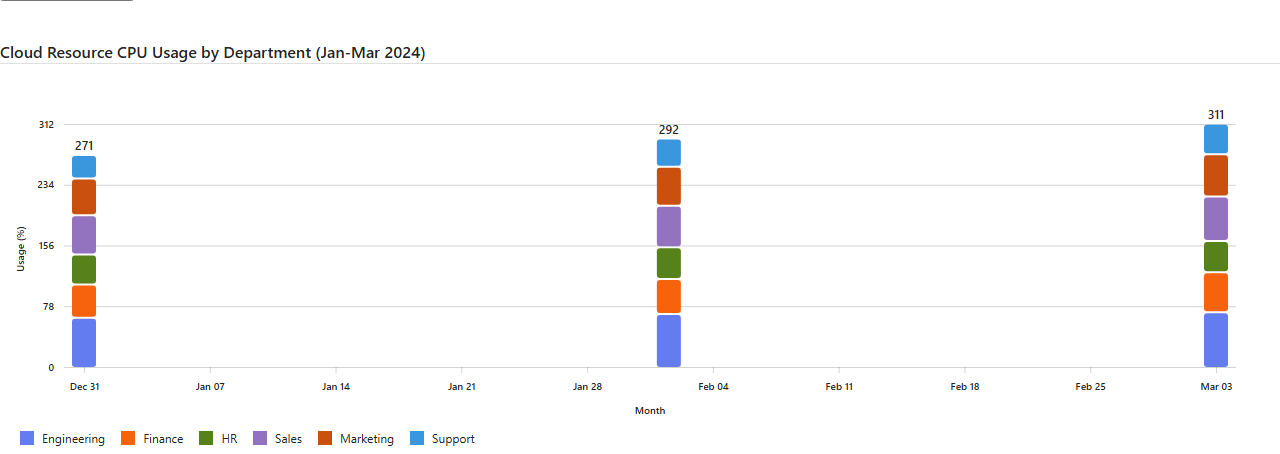 Cloud Resource CPU Usage by Department (Jan-Mar 2024)
312
234
156
78
0
Usage (%)
271
292
311
Dec 31 Jan 07 Jan 14 Jan 21 Jan 28 Feb 04 Feb 11 Feb 18 Feb 25 Mar 03
Month
Engineering Finance HR Sales Marketing Support